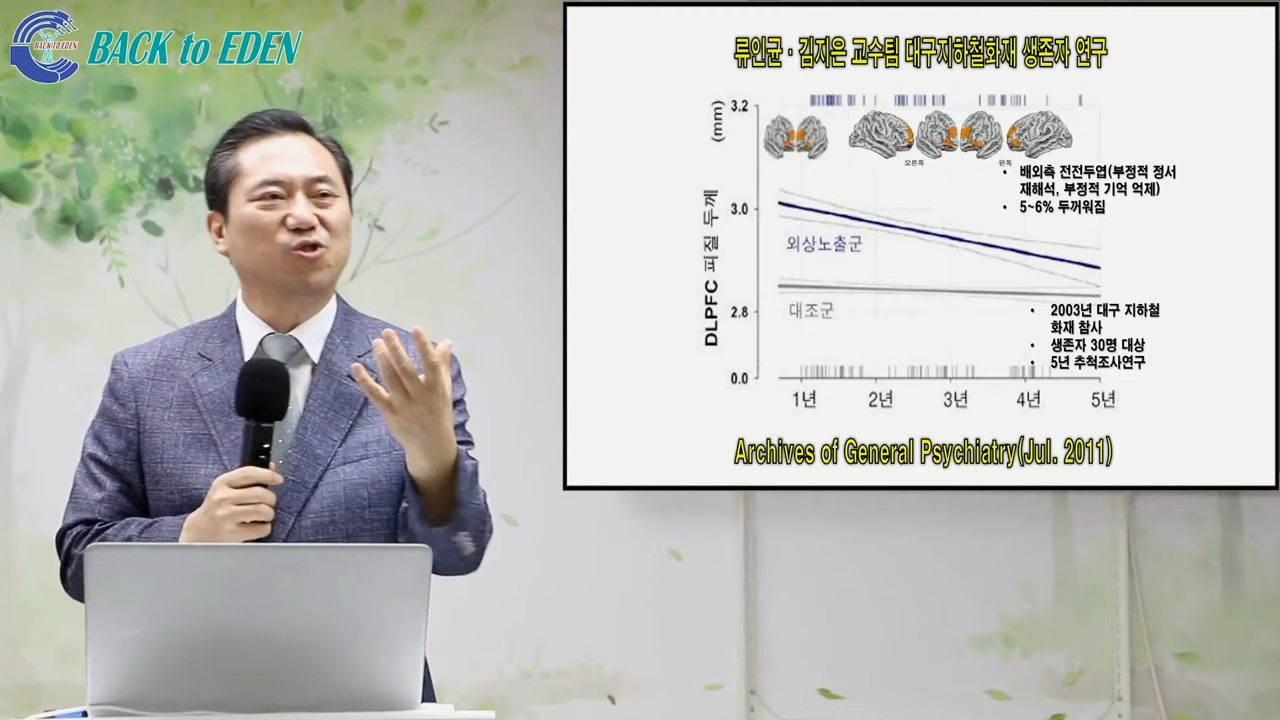 BACK TO EDEN
BACK to EDEN
류인균·김지은 교수팀 대구지하철화재 생존자 연구
3.2
(mm)
3.0
2.8
0.0
DLPFC 피질 두께
오른쪽
왼쪽
• 배외측 전전두엽(부정적 정서
재해석, 부정적 기억 억제)
• 5~6% 두꺼워짐
외상노출군
대조군
• 2003년 대구 지하철
화재 참사
• 생존자 30명 대상
• 5년 추척조사연구
1년
2년
3년
4년
5년
Archives of General Psychiatry(Jul. 2011)